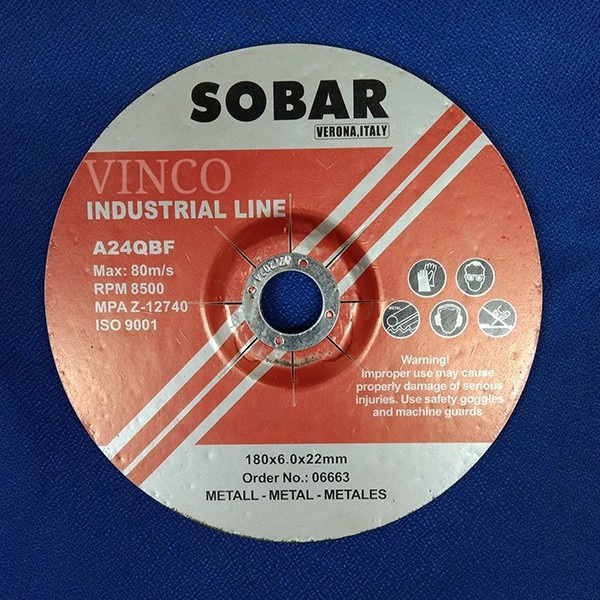 SOBAR
VERONA,ITALY
VINCO
INDUSTRIAL LINE
A24QBF
Max: 80m/s
RPM 8500
MPA Z-12740
ISO 9001
METAL
Warning!
Improper use may cause
properly damage of serious
injuries. Use safety goggles
and machine guards
180x6.0x22mm
Order No.: 06663
METALL - METAL - METALES